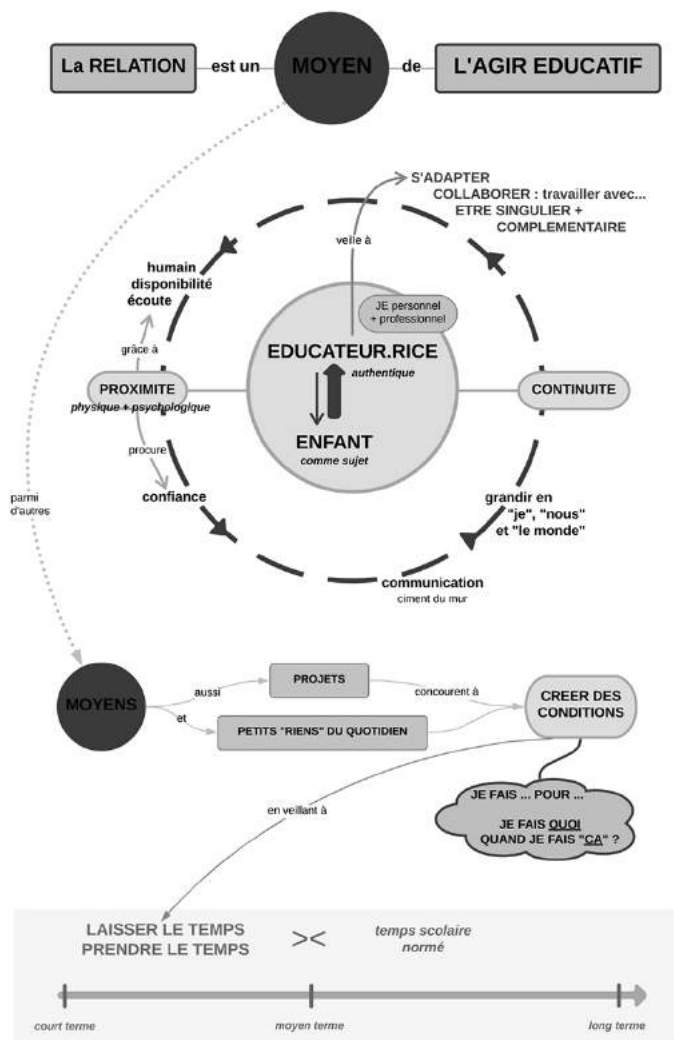 La RELATION est un MOYEN de L'AGIR EDUCATIF
S'ADAPTER
COLLABORER : travailler avec...
ETRE SINGULIER +
COMPLEMENTAIRE
veille à
humain
disponibilité
écoute
JE personnel
+ professionnel
grâce à
EDUCATEUR.RICE
authentique
PROXIMITE
physique + psychologique
CONTINUITE
ENFANT
comme sujet
procure
confiance
parmi
d'autres
grandir en
"je", "nous"
et "le monde"
communication
ciment du mur
MOYENS
aussi
PROJETS
concourent à
CREER DES
CONDITIONS
et
PETITS "RIENS" DU QUOTIDIEN
JE FAIS ... POUR ...
JE FAIS QUOI
QUAND JE FAIS "CA" ?
en veillant à
LAISSER LE TEMPS
PRENDRE LE TEMPS
><
temps scolaire
normé
court terme
moyen terme
long terme